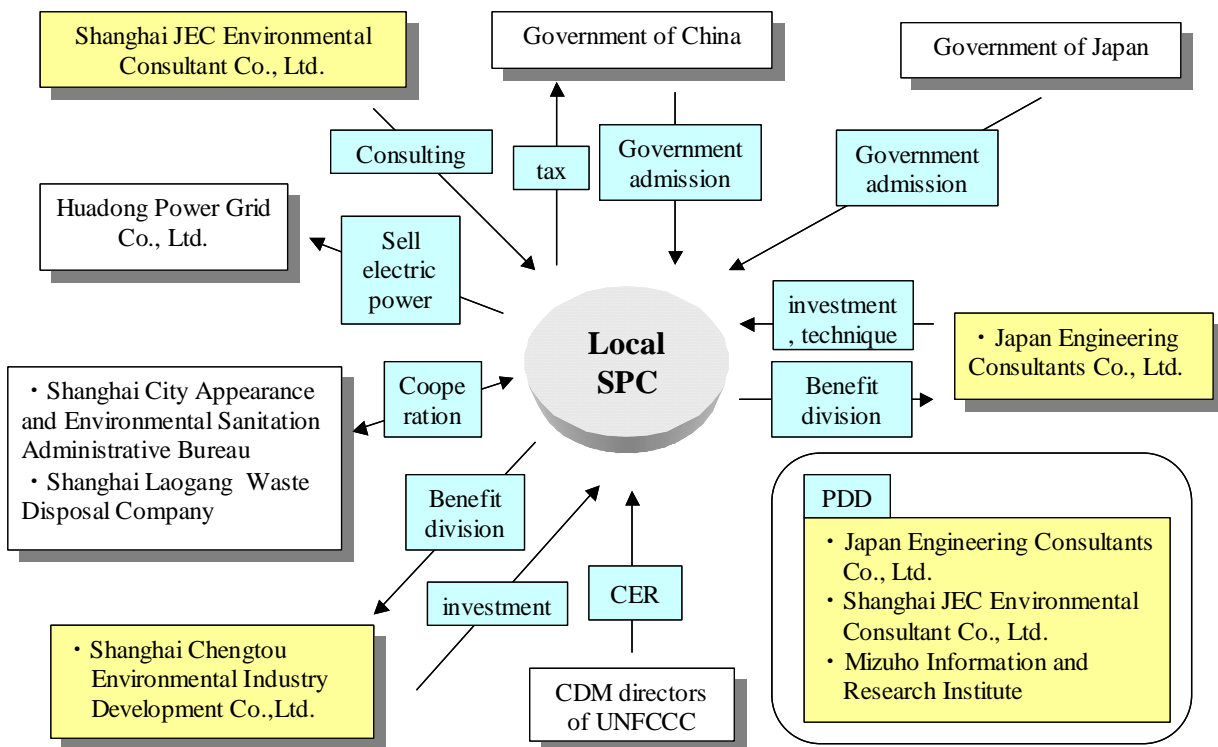 Shanghai JEC Environmental
Consultant Co., Ltd.
Government of China
Government of Japan
Consulting
tax
Government
admission
Government
admission
Huadong Power Grid
Co., Ltd.
Sell
electric
power
Local
SPC
investment
, technique
・Japan Engineering
Consultants Co., Ltd.
Benefit
division
・Shanghai City Appearance
and Environmental Sanitation
Administrative Bureau
・Shanghai Laogang Waste
Disposal Company
Coope
ration
Benefit
division
investment
CER
・Shanghai Chengtou
Environmental Industry
Development Co.,Ltd.
CDM directors
of UNFCCC
PDD
・Japan Engineering Consultants
Co., Ltd.
・Shanghai JEC Environmental
Consultant Co., Ltd.
・Mizuho Information and
Research Institute